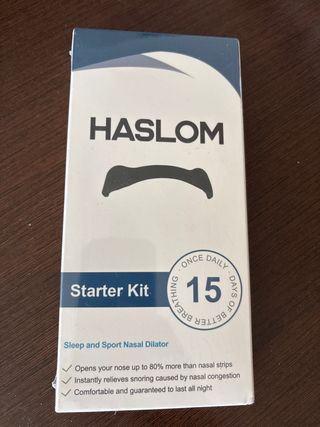 HASLOM
Starter Kit
· ONCE DAILY ·
15
DAYS OF BETTER BREATHING
Sleep and Sport Nasal Dilator
✓ Opens your nose up to 80% more than nasal strips
✓ Instantly relieves snoring caused by nasal congestion
✓ Comfortable and guaranteed to last all night